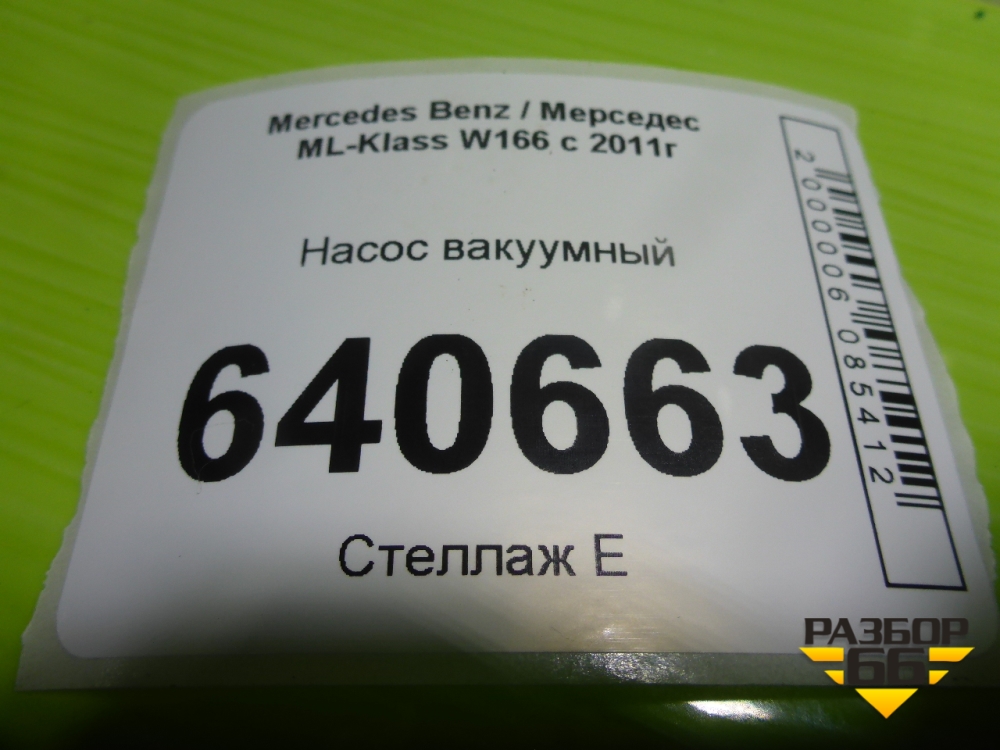 Mercedes Benz / Мерседес
ML-Klass W166 с 2011г
Насос вакуумный
640663
Стеллаж Е
2000006085412
РАЗБОР
66